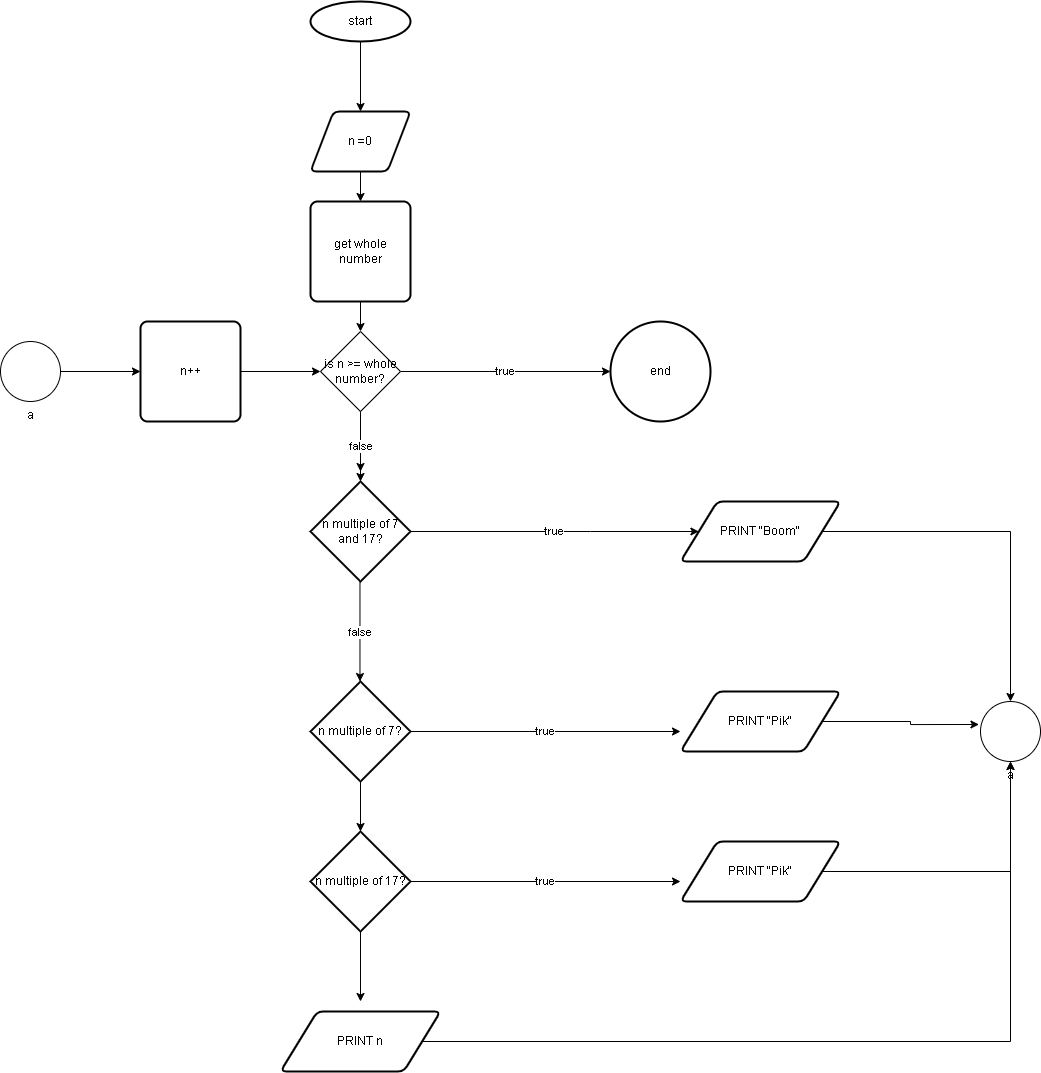 start
n =0
get whole
number
a
n++
is n >= whole
number?
true
end
false
n multiple of 7
and 17?
true
PRINT "Boom"
false
n multiple of 7?
true
PRINT "Pik"
a
n multiple of 17?
true
PRINT "Pik"
PRINT n